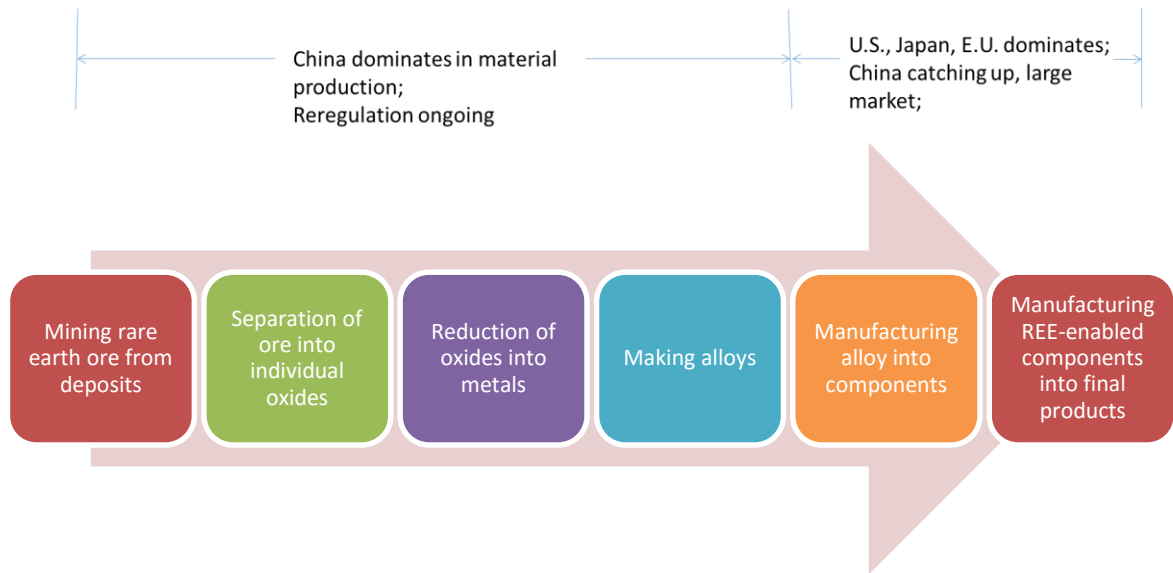 China dominates in material
production;
Reregulation ongoing
U.S., Japan, E.U. dominates;
China catching up, large
market;
Mining rare
earth ore from
deposits
Separation of
ore into
individual
oxides
Reduction of
oxides into
metals
Making alloys
Manufacturing
alloy into
components
Manufacturing
REE-enabled
components
into final
products